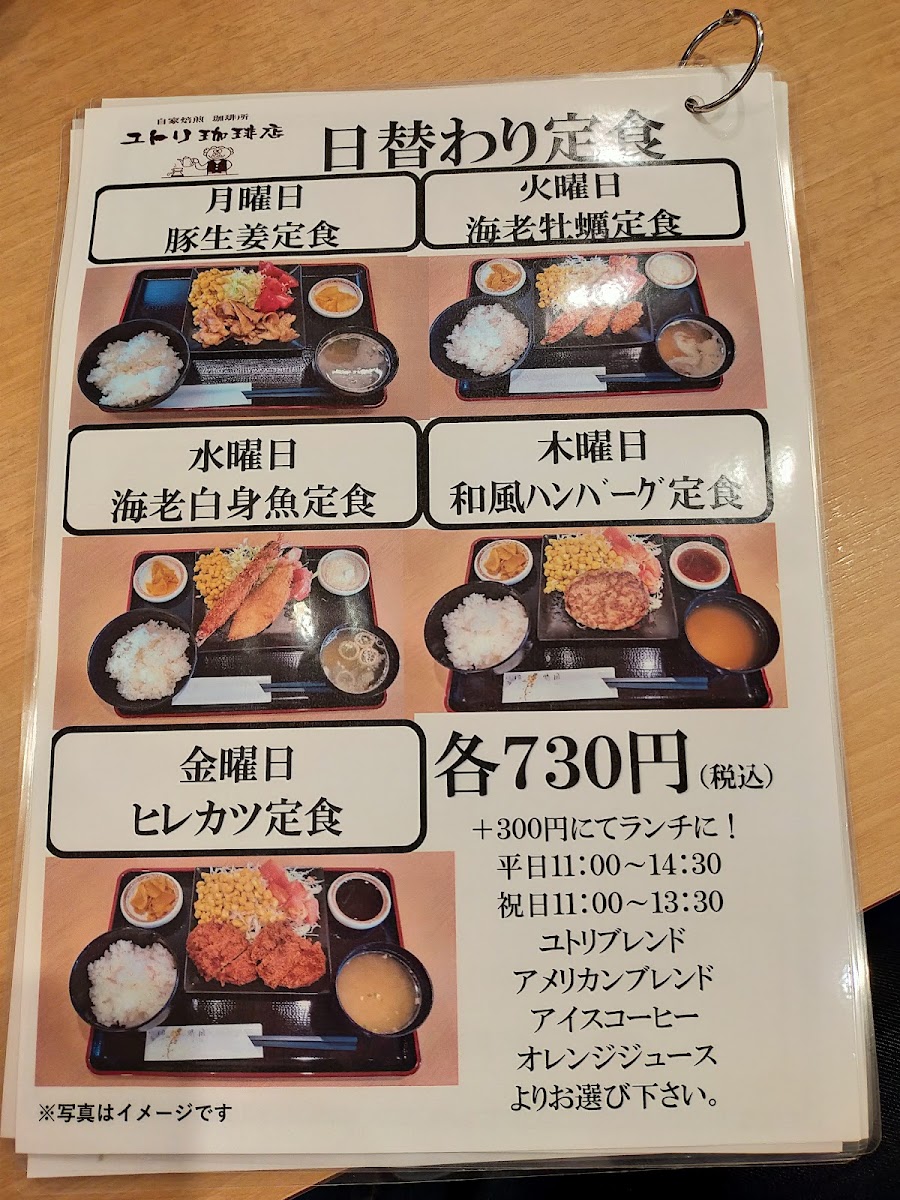 自家焙煎 珈琲所
ユトリ珈琲店
日替わり定食
月曜日
豚生姜定食
火曜日
海老牡蠣定食
水曜日
海老白身魚定食
木曜日
和風ハンバーグ定食
金曜日
ヒレカツ定食
各730円(税込)
+300円にてランチに!
平日11:00~14:30
祝日11:00~13:30
ユトリブレンド
アメリカンブレンド
アイスコーヒー
オレンジジュース
よりお選び下さい。
※写真はイメージです